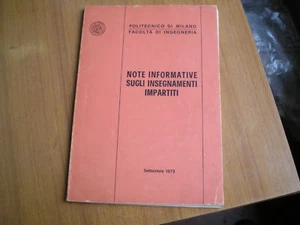 POLITECNICO DI MILANO
FACOLTÀ DI INGEGNERIA
NOTE INFORMATIVE
SUGLI INSEGNAMENTI
IMPARTITI
Settembre 1973